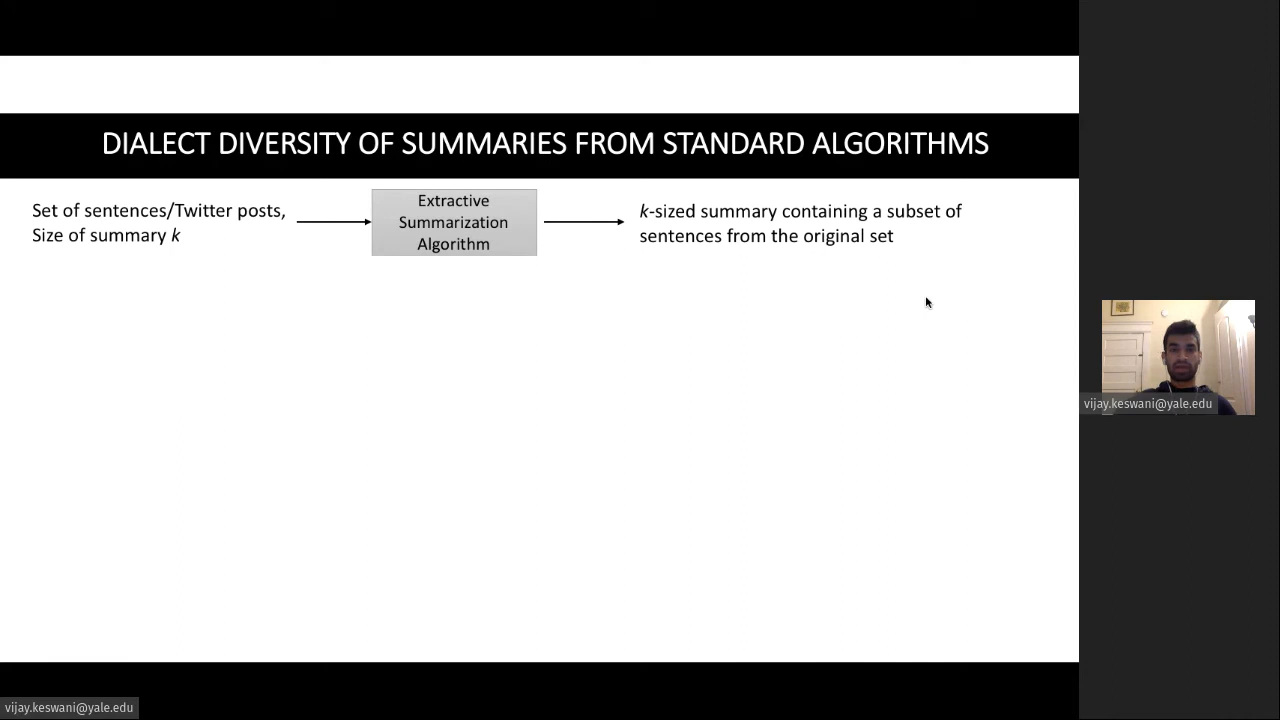 DIALECT DIVERSITY OF SUMMARIES FROM STANDARD ALGORITHMS
Set of sentences/Twitter posts,
Size of summary k
Extractive
Summarization
Algorithm
k-sized summary containing a subset of
sentences from the original set
vijay.keswani@yale.edu
vijay.keswani@yale.edu